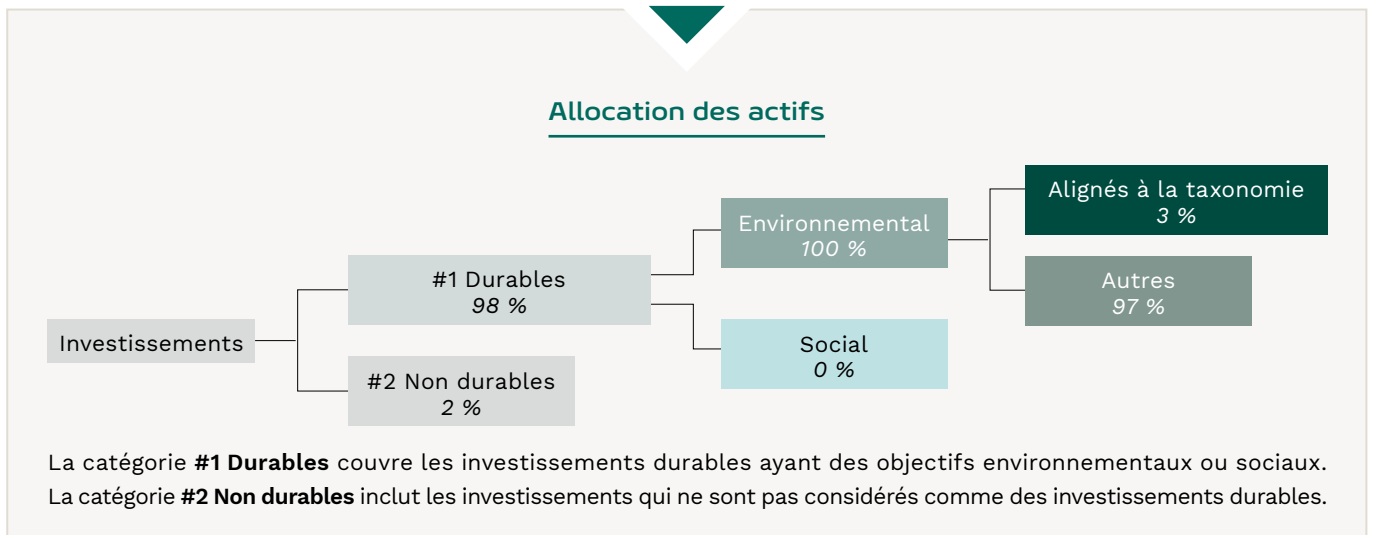 Allocation des actifs
Alignés à la taxonomie
3 %
Environnemental
100 %
Autres
97 %
#1 Durables
98 %
Investissements
Social
0 %
#2 Non durables
2 %
La catégorie #1 Durables couvre les investissements durables ayant des objectifs environnementaux ou sociaux.
La catégorie #2 Non durables inclut les investissements qui ne sont pas considérés comme des investissements durables.